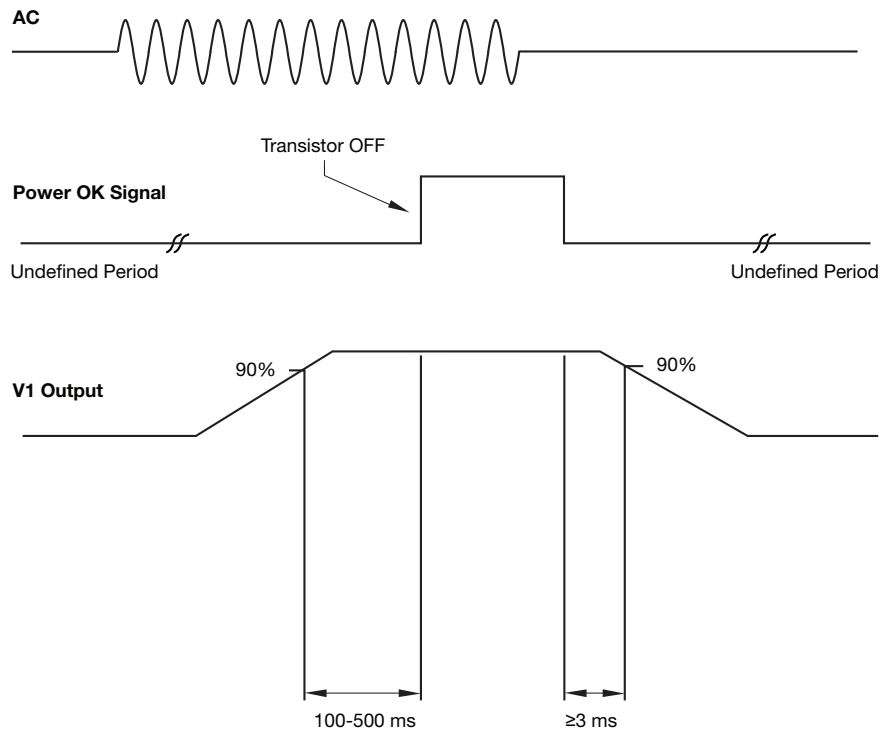 AC
Transistor OFF
Power OK Signal
Undefined Period
Undefined Period
90%
90%
V1 Output
100-500 ms
≥3 ms